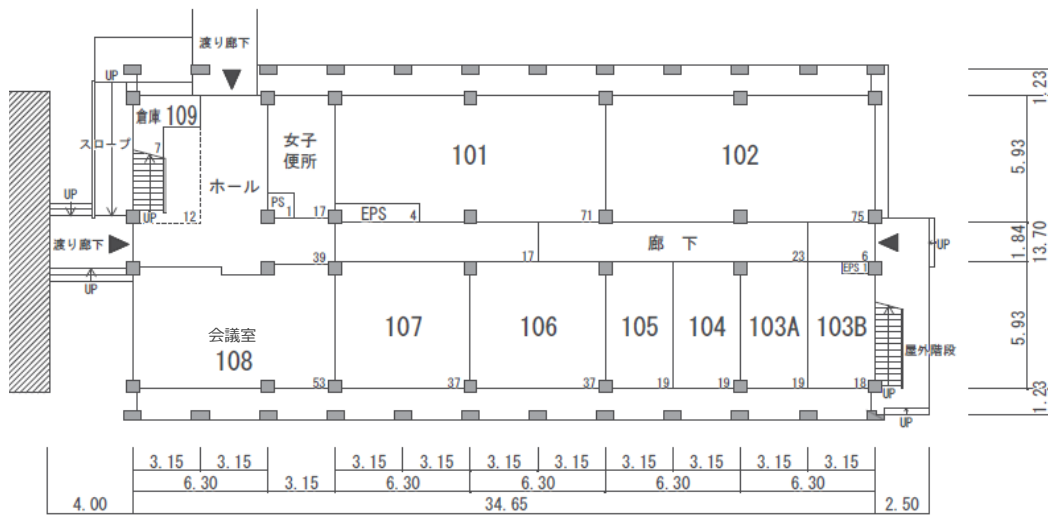 渡り廊下
UP
倉庫 109
スロープ
7
UP
12
ホール
女子
便所
PS
1
17
101
EPS 4
71
102
75
UP
渡り廊下
UP
39
17
廊 下
23
6
UP
EPS 1
会議室
108
53
107
37
106
37
105
19
104
19
103A
19
103B
18
屋外階段
UP
UP
1.23
5.93
1.84
13.70
5.93
1.23
3.15 3.15 3.15 3.15 3.15 3.15 3.15 3.15 3.15 3.15
6.30 3.15 6.30 6.30 6.30 6.30
4.00 34.65 2.50